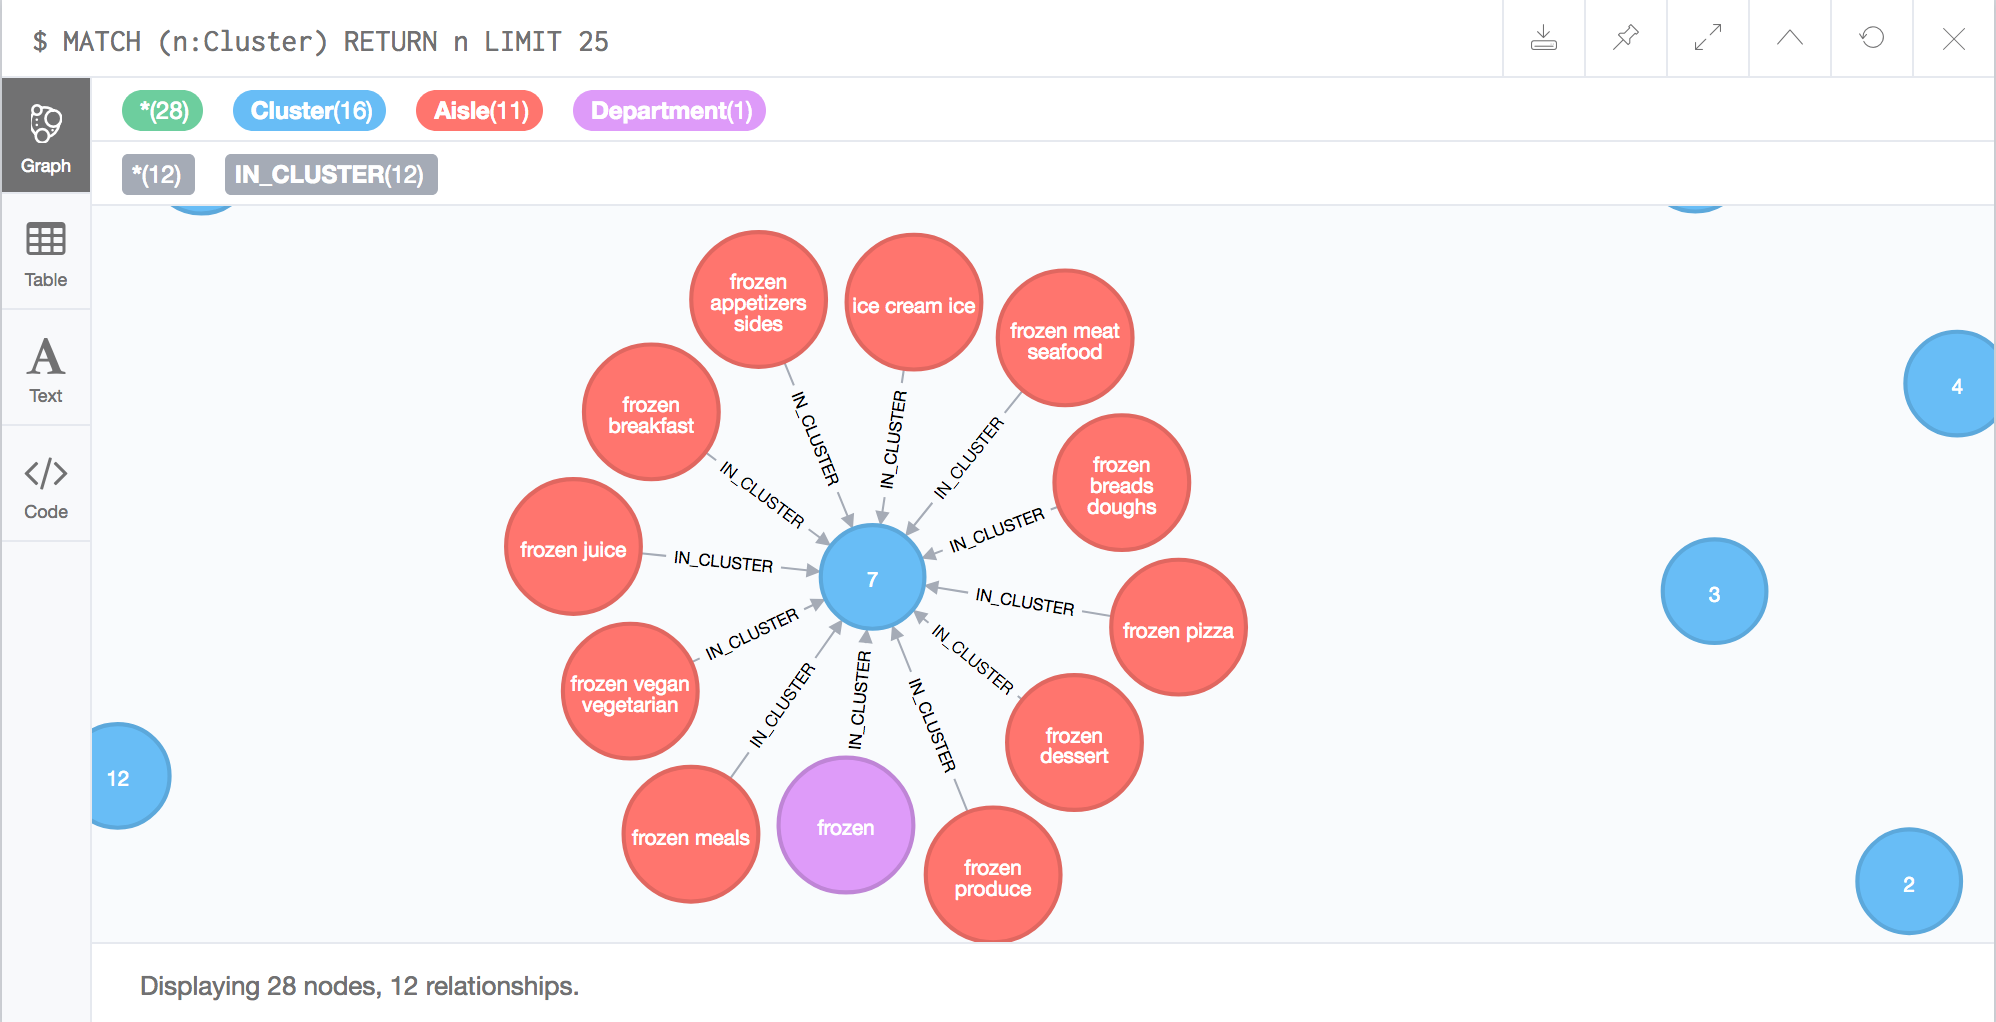 $ MATCH (n:Cluster) RETURN n LIMIT 25
Graph
Table
Text
Code
*(28)
Cluster(16)
Aisle(11)
Department(1)
*(12)
IN_CLUSTER(12)
frozen
appetizers
sides
ice cream ice
frozen meat
seafood
frozen
breakfast
frozen
breads
doughs
frozen juice
frozen pizza
frozen vegan
vegetarian
frozen
dessert
frozen meals
frozen
frozen
produce
IN_CLUSTER
IN_CLUSTER
IN_CLUSTER
IN_CLUSTER
IN_CLUSTER
IN_CLUSTER
IN_CLUSTER
IN_CLUSTER
IN_CLUSTER
IN_CLUSTER
IN_CLUSTER
IN_CLUSTER
7
4
3
12
2
Displaying 28 nodes, 12 relationships.